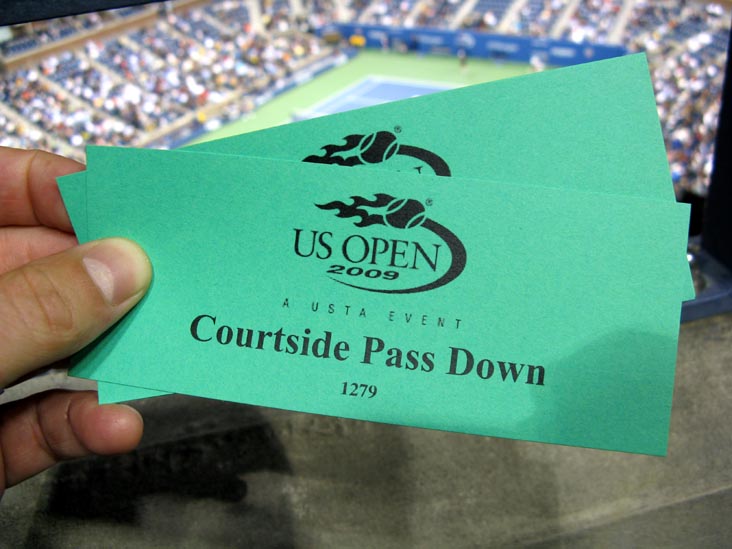 ®
®
US OPEN
2009
A USTA EVENT
Courtside Pass Down
1279